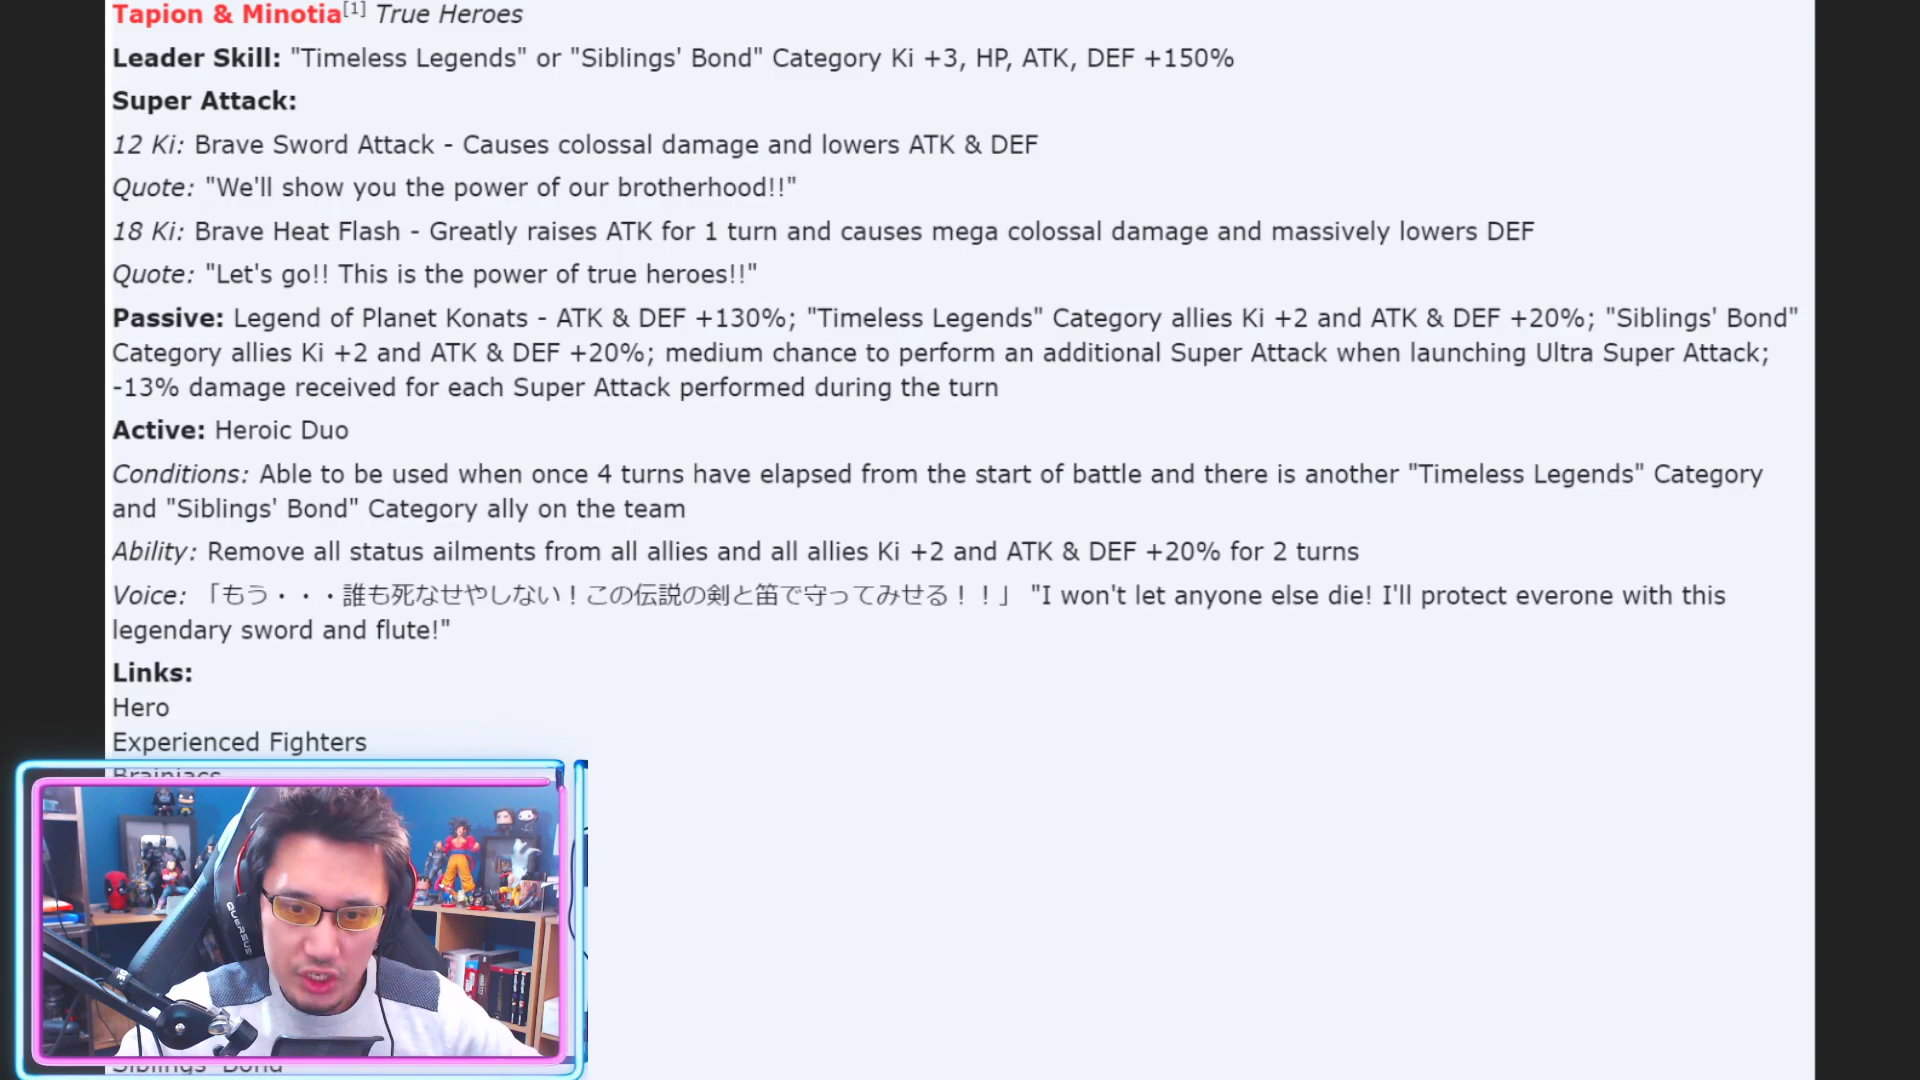 Tapion & Minotia[1] True Heroes
Leader Skill: "Timeless Legends" or "Siblings' Bond" Category Ki +3, HP, ATK, DEF +150%
Super Attack:
12 Ki: Brave Sword Attack - Causes colossal damage and lowers ATK & DEF
Quote: "We'll show you the power of our brotherhood!!"
18 Ki: Brave Heat Flash - Greatly raises ATK for 1 turn and causes mega colossal damage and massively lowers DEF
Quote: "Let's go!! This is the power of true heroes!!"
Passive: Legend of Planet Konats - ATK & DEF +130%; "Timeless Legends" Category allies Ki +2 and ATK & DEF +20%; "Siblings' Bond"
Category allies Ki +2 and ATK & DEF +20%; medium chance to perform an additional Super Attack when launching Ultra Super Attack;
-13% damage received for each Super Attack performed during the turn
Active: Heroic Duo
Conditions: Able to be used when once 4 turns have elapsed from the start of battle and there is another "Timeless Legends" Category
and "Siblings' Bond" Category ally on the team
Ability: Remove all status ailments from all allies and all allies Ki +2 and ATK & DEF +20% for 2 turns
Voice: 「もう・・・誰も死なせやしない！この伝説の剣と笛で守ってみせる！！」 "I won't let anyone else die! I'll protect everone with this
legendary sword and flute!"
Links:
Hero
Experienced Fighters
Brainiacs
QUERSUS
Siblings' Bond